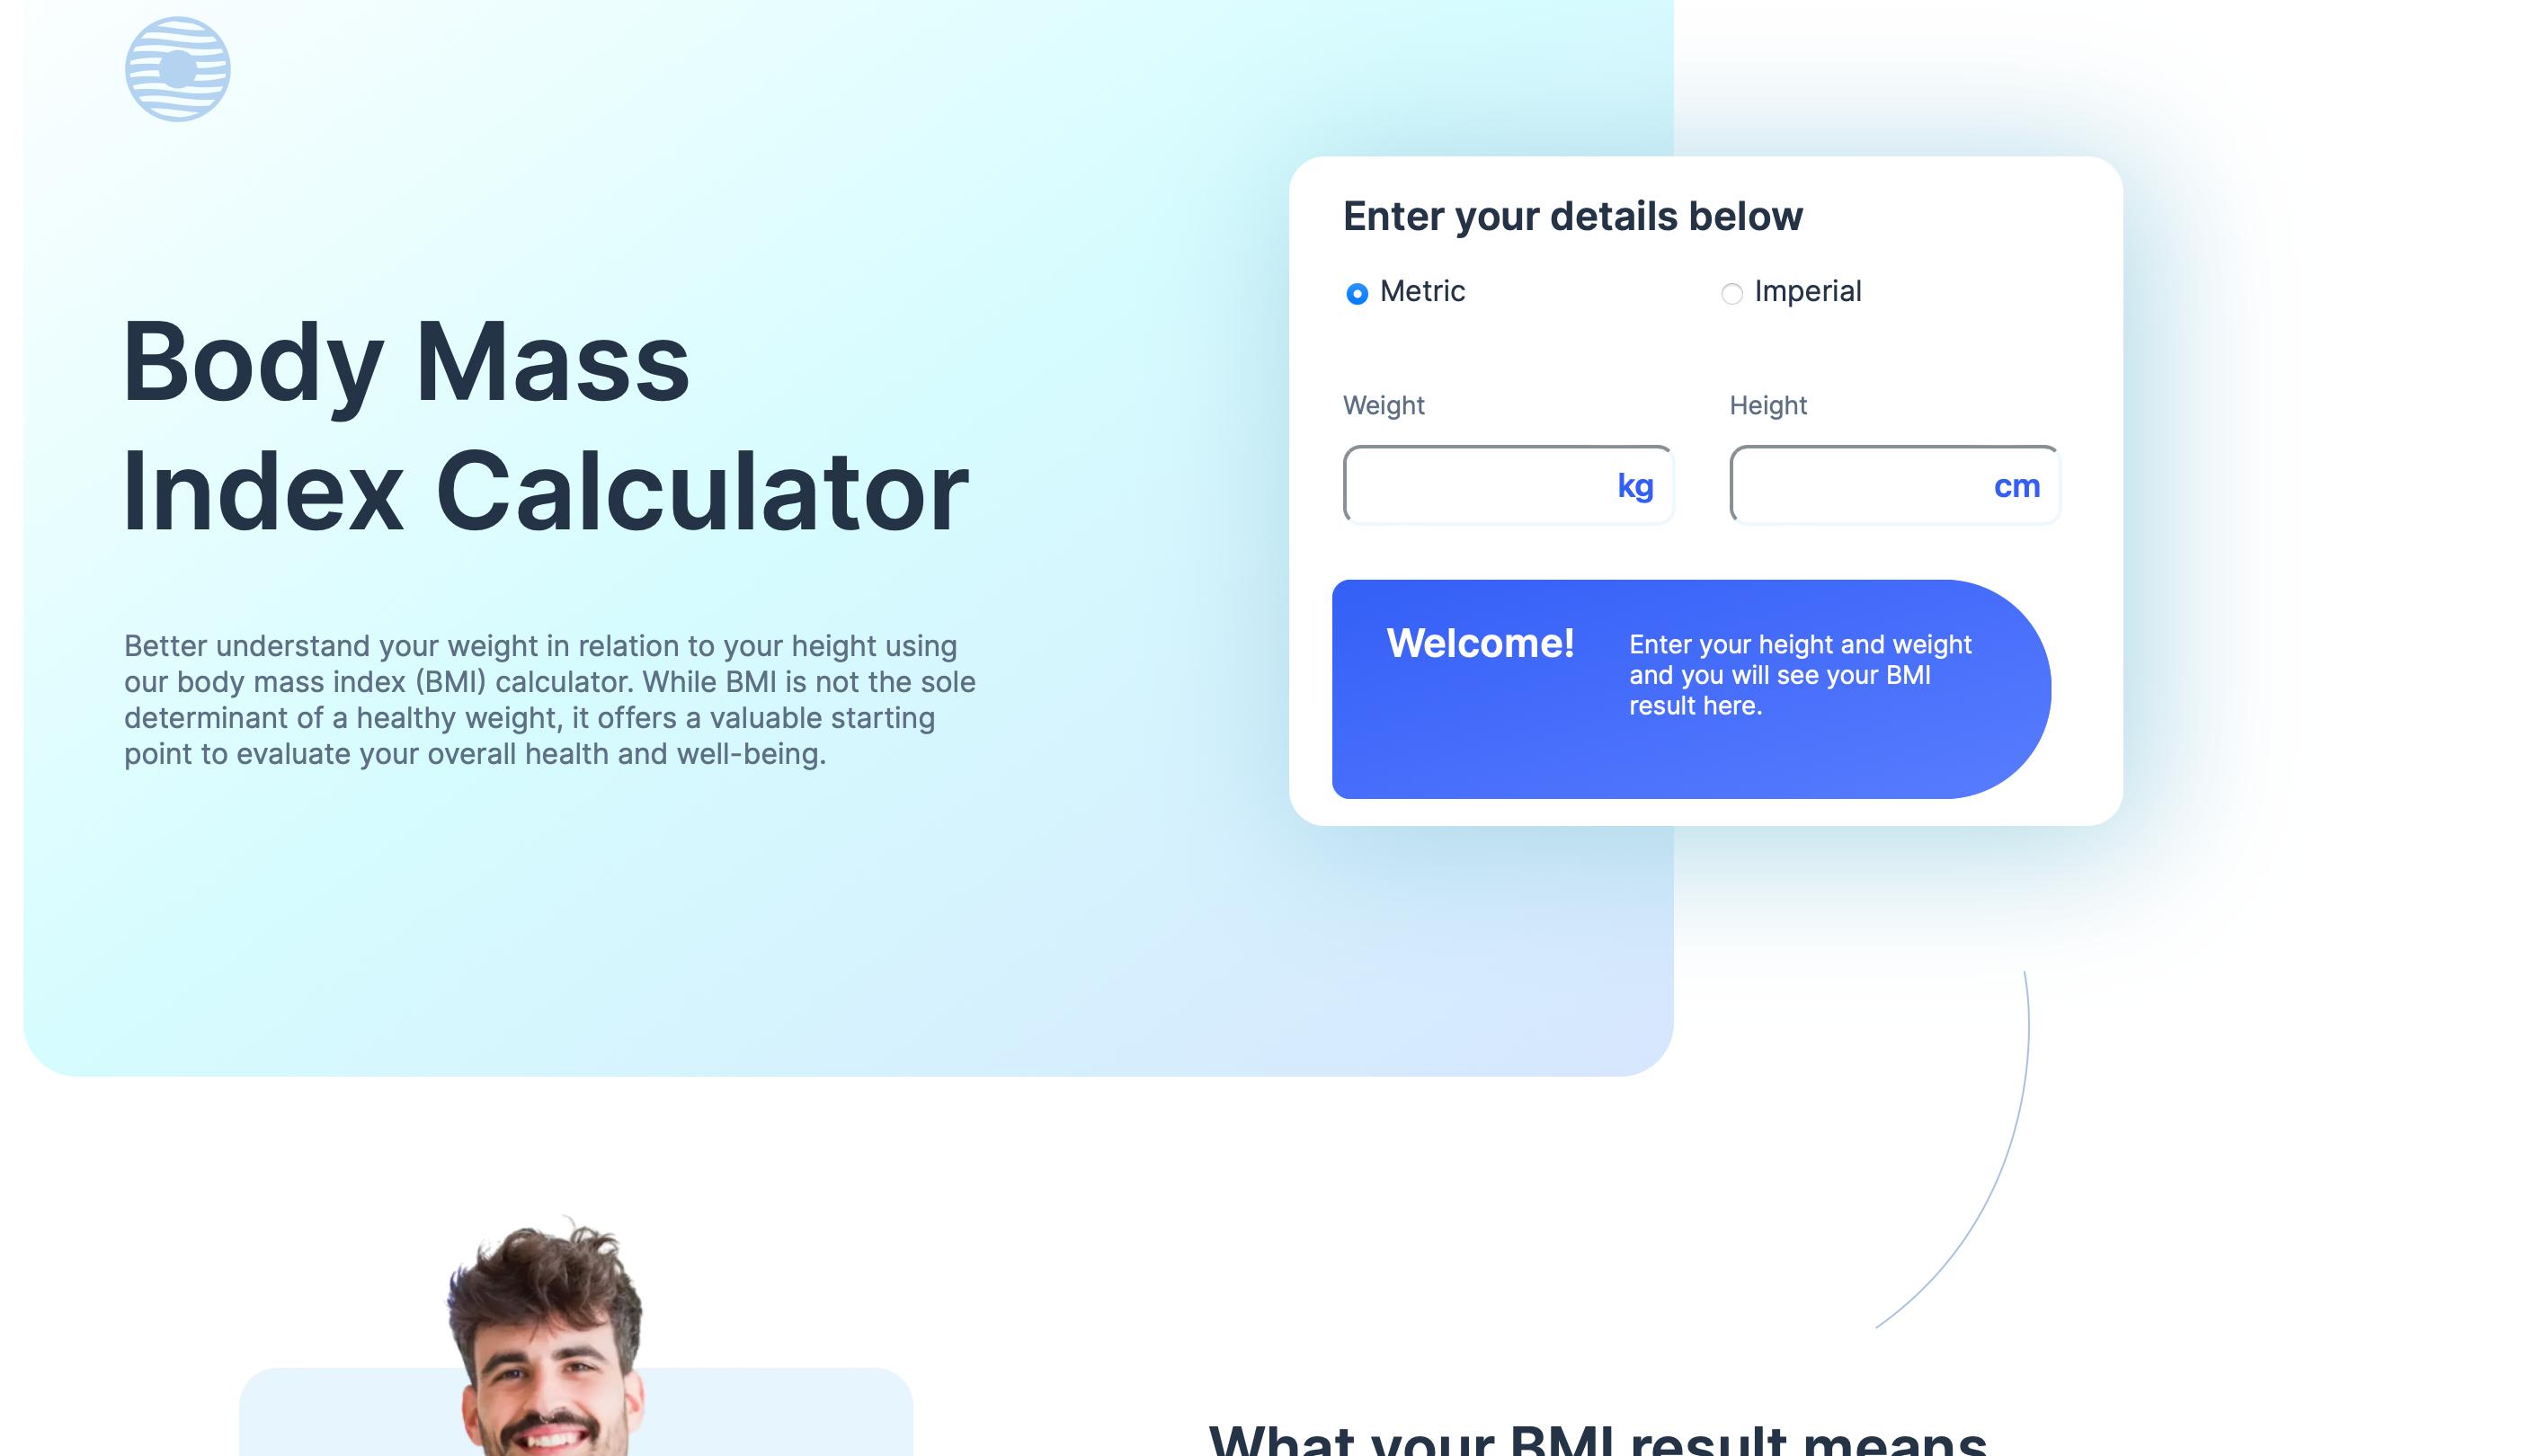 Body Mass
Index Calculator
Better understand your weight in relation to your height using
our body mass index (BMI) calculator. While BMI is not the sole
determinant of a healthy weight, it offers a valuable starting
point to evaluate your overall health and well-being.
Enter your details below
Metric
Imperial
Weight
Height
kg
cm
Welcome!
Enter your height and weight
and you will see your BMI
result here.
What your BMI result means